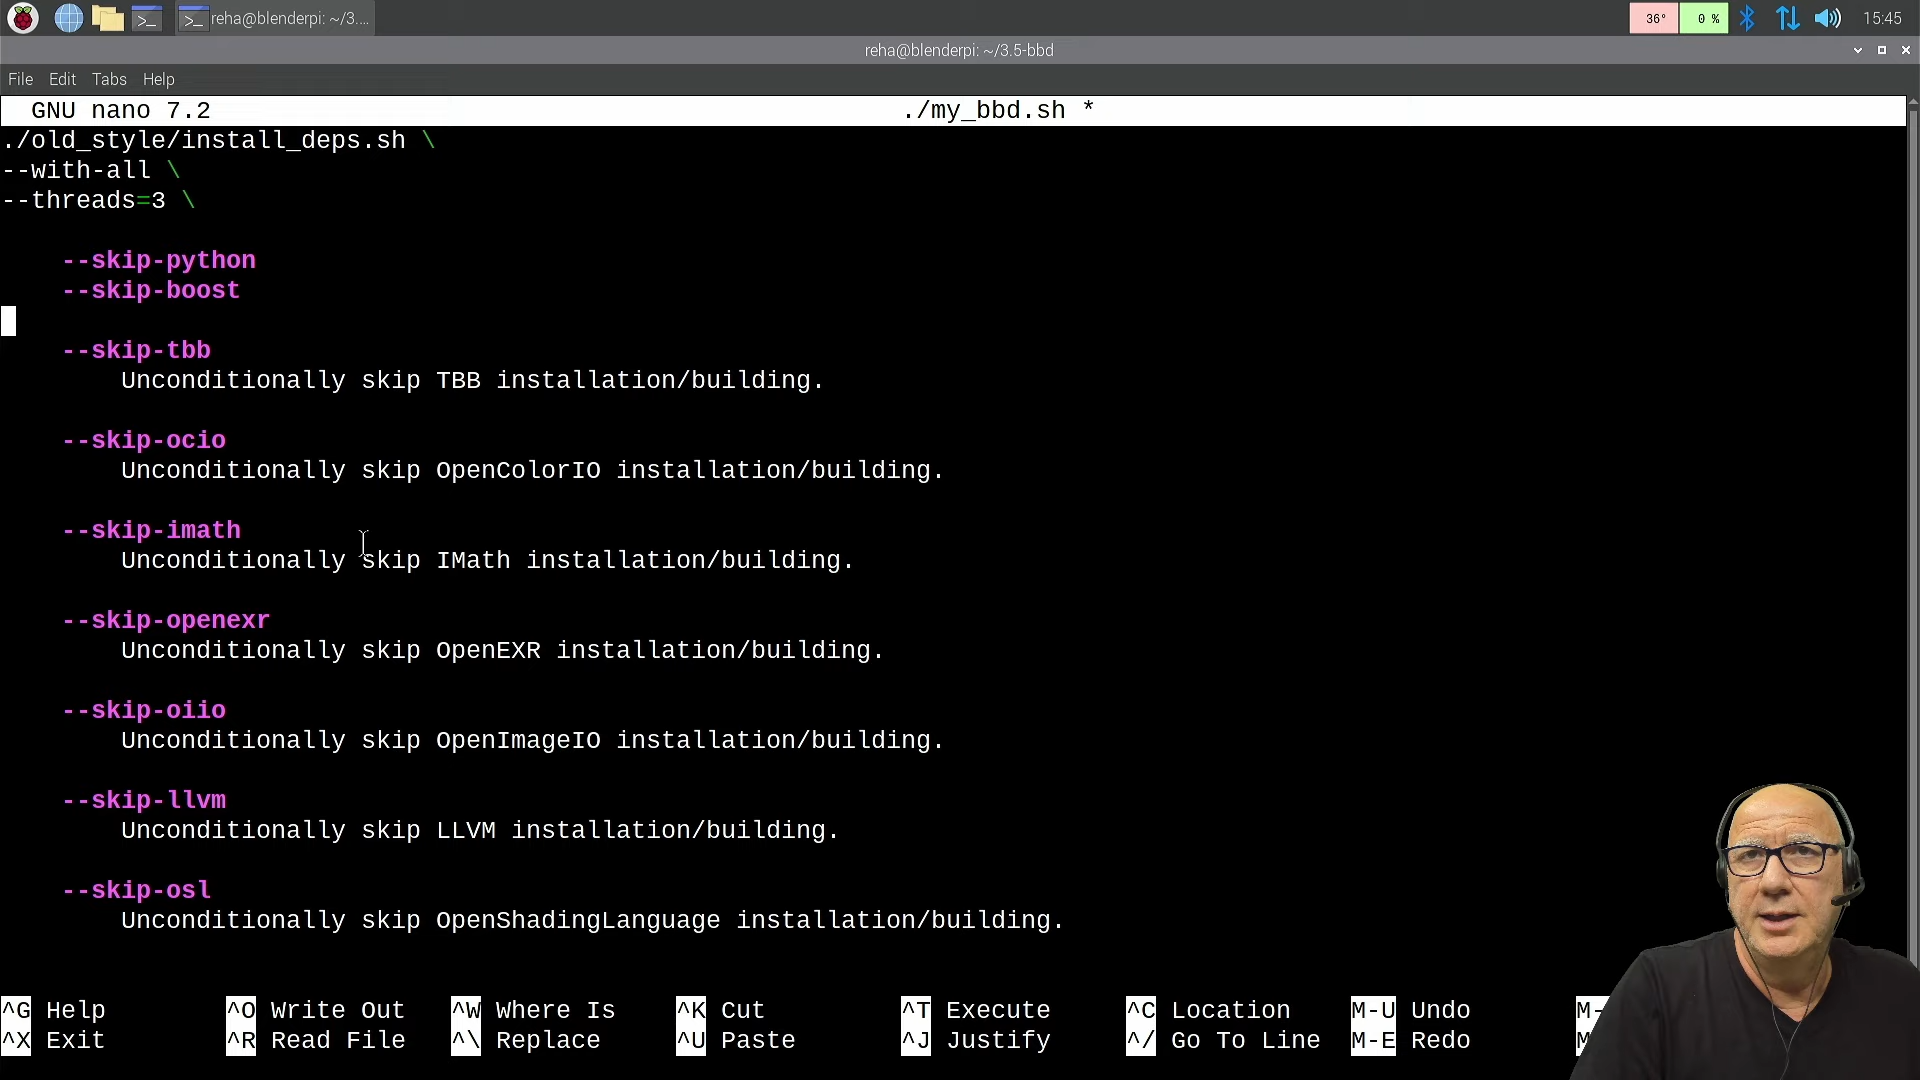 reha@blenderpi: ~/3.... 36° 0 % 15:45
reha@blenderpi: ~/3.5-bbd
File Edit Tabs Help
GNU nano 7.2 ./my_bbd.sh *
./old_style/install_deps.sh \
--with-all \
--threads=3 \
--skip-python
--skip-boost
--skip-tbb
Unconditionally skip TBB installation/building.
--skip-ocio
Unconditionally skip OpenColorIO installation/building.
--skip-imath
Unconditionally skip IMath installation/building.
--skip-openexr
Unconditionally skip OpenEXR installation/building.
--skip-oiio
Unconditionally skip OpenImageIO installation/building.
--skip-llvm
Unconditionally skip LLVM installation/building.
--skip-osl
Unconditionally skip OpenShadingLanguage installation/building.
^G Help ^O Write Out ^W Where Is ^K Cut ^T Execute ^C Location M-U Undo
^X Exit ^R Read File ^\ Replace ^U Paste ^J Justify ^/ Go To Line M-E Redo